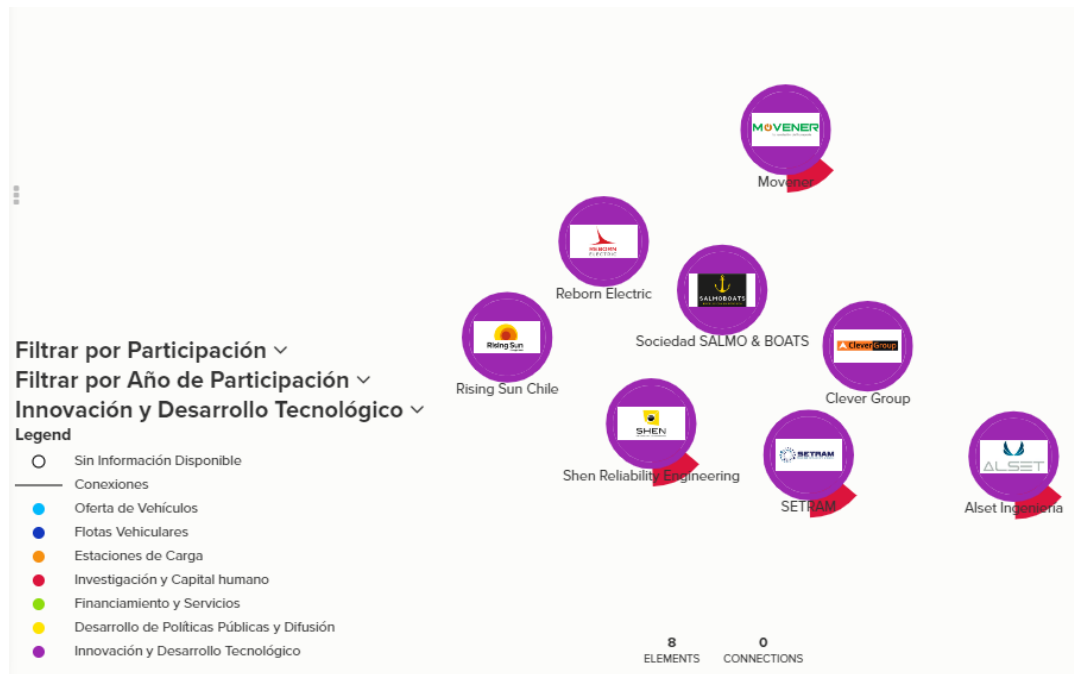 MOVENER
Movener
REBORN
ELECTRIC
Reborn Electric
SALMOBOATS
Sociedad SALMO & BOATS
Rising Sun
Rising Sun Chile
CleverGroup
Clever Group
SHEN
Shen Reliability Engineering
SETRAM
SETRAM
ALSET
Alset Ingeniería
Filtrar por Participación
Filtrar por Año de Participación
Innovación y Desarrollo Tecnológico
Legend
Sin Información Disponible
Conexiones
Oferta de Vehículos
Flotas Vehiculares
Estaciones de Carga
Investigación y Capital humano
Financiamiento y Servicios
Desarrollo de Políticas Públicas y Difusión
Innovación y Desarrollo Tecnológico
8 0
ELEMENTS CONNECTIONS